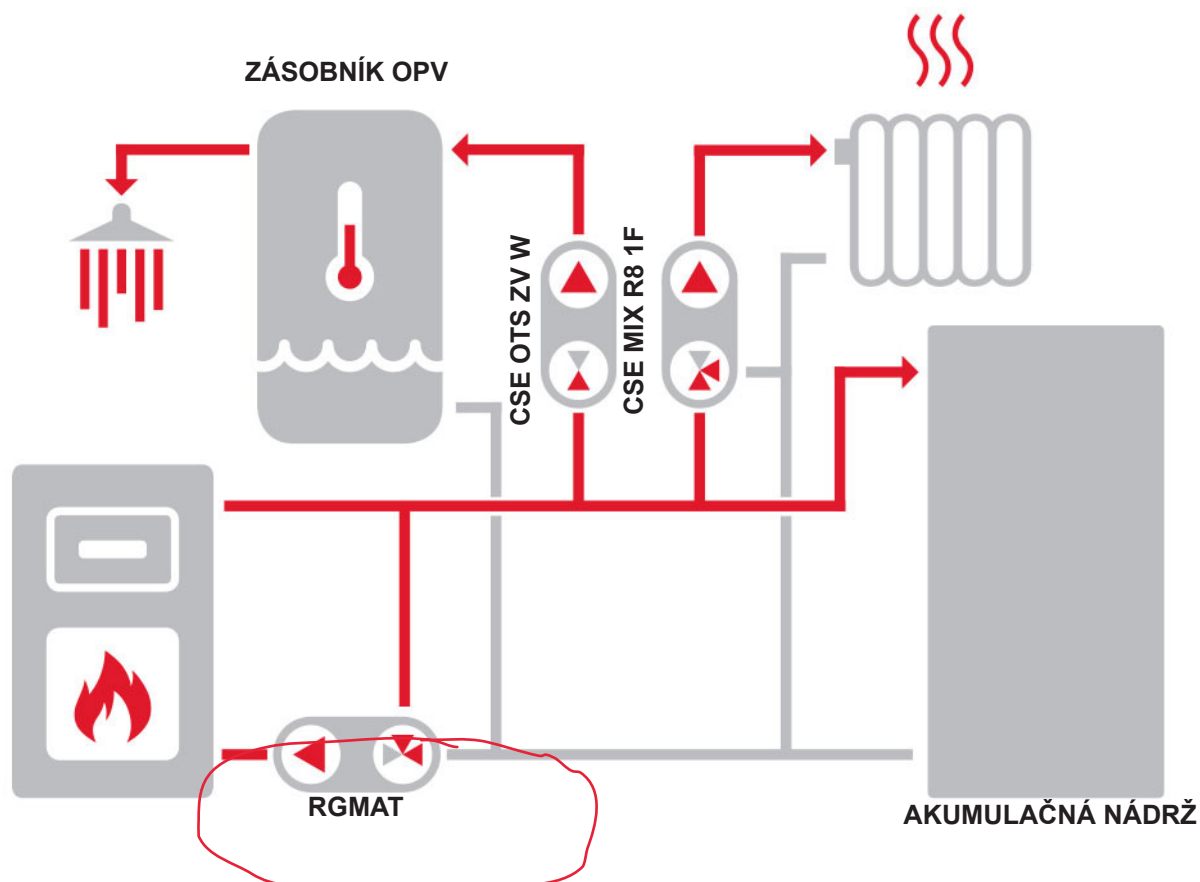 ZÁSOBNÍK OPV
CSE OTS ZV W
CSE MIX R8 1F
RGMAT
AKUMULAČNÁ NÁDRŽ